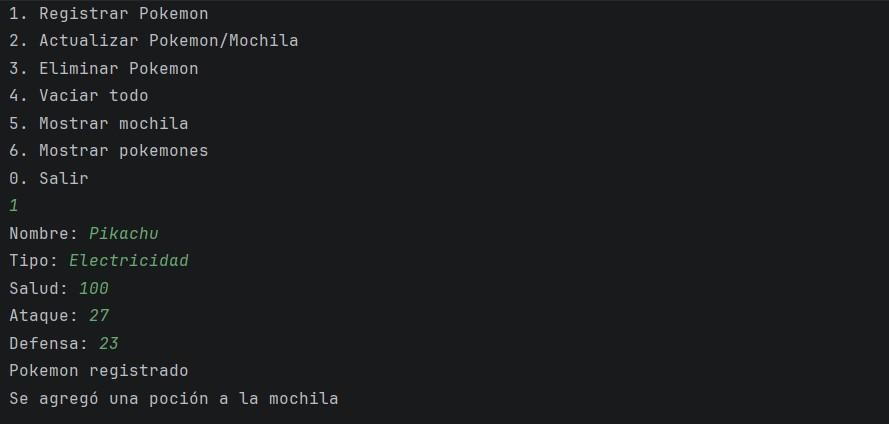 1. Registrar Pokemon
2. Actualizar Pokemon/Mochila
3. Eliminar Pokemon
4. Vaciar todo
5. Mostrar mochila
6. Mostrar pokemones
0. Salir
1
Nombre: Pikachu
Tipo: Electricidad
Salud: 100
Ataque: 27
Defensa: 23
Pokemon registrado
Se agregó una poción a la mochila